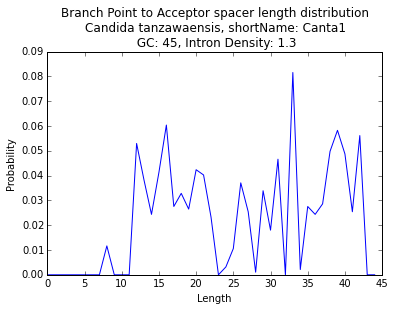 Branch Point to Acceptor spacer length distribution
Candida tanzawaensis, shortName: Canta1
GC: 45, Intron Density: 1.3
0.09
0.08
0.07
0.06
0.05
0.04
0.03
0.02
0.01
0.00
Probability
0 5 10 15 20 25 30 35 40 45
Length